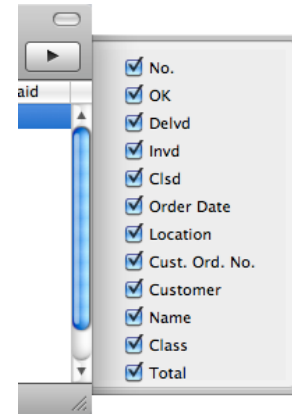 aid
No.
OK
Delvd
Invd
Clsd
Order Date
Location
Cust. Ord. No.
Customer
Name
Class
Total